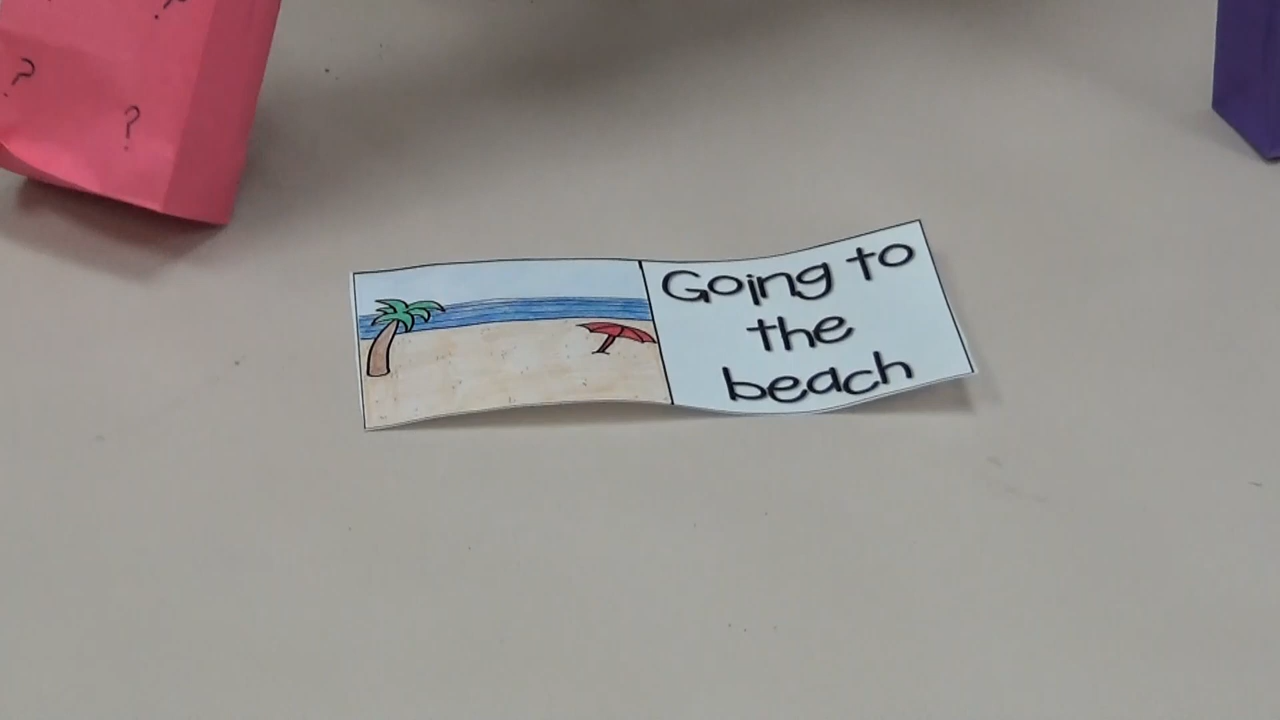 ?
?
Going to
the
beach